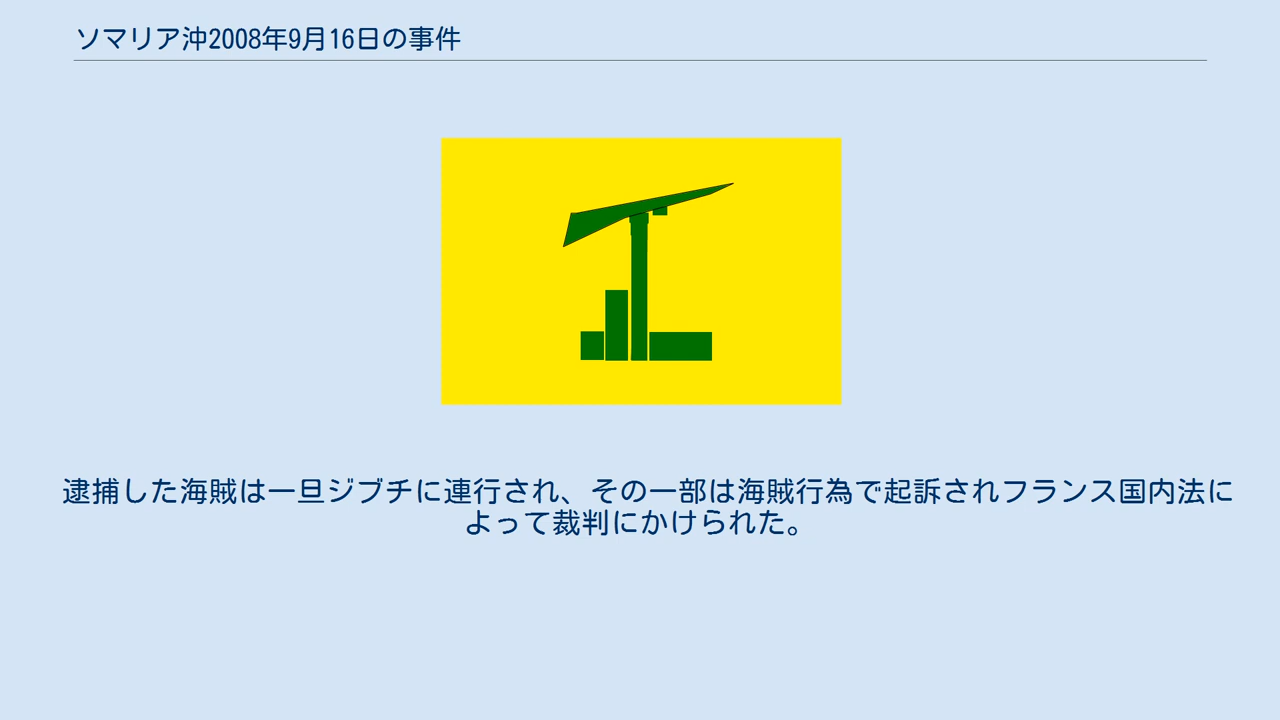 ソマリア沖2008年9月16日の事件
逮捕した海賊は一旦ジブチに連行され、その一部は海賊行為で起訴されフランス国内法に
よって裁判にかけられた。